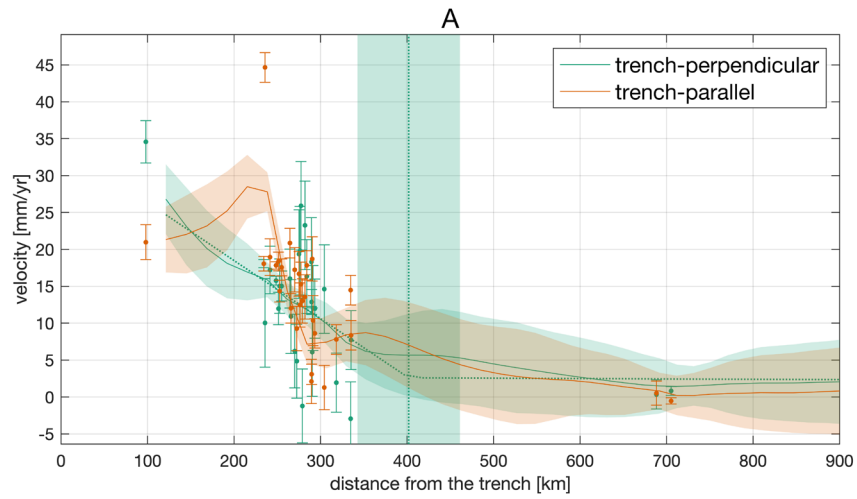 A
trench-perpendicular
trench-parallel
45
40
35
30
25
20
15
10
5
0
-5
velocity [mm/yr]
0 100 200 300 400 500 600 700 800 900
distance from the trench [km]